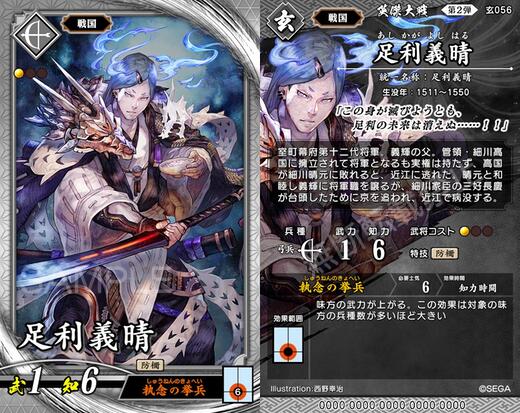 戦国
足利義晴
防柵
武1 知6
しゅうねんのきょへい
執念の挙兵
6
玄
戦国
英傑大戦
第2弾
玄056
あしかがよしはる
足利義晴
統一名称：足利義晴
生没年：1511～1550
「この身が滅びようとも、
足利の未来は消えぬ……！！」
室町幕府第十二代将軍。義輝の父。管領・細川高
国に擁立されて将軍となるも実権は持たず、高国
が細川晴元に敗れると、近江に逃れた。晴元と和
睦し義輝に将軍職を譲るが、細川家臣の三好長慶
が台頭したために京を追われ、近江で病没する。
兵種 武力 知力 武将コスト
弓兵 1 6 特技 防柵
しゅうねんのきょへい
執念の挙兵
必要士気 6
効果時間 知力時間
効果範囲
味方の武力が上がる。この効果は対象の味
方の兵種数が多いほど大きい
Illustration:西野幸治
©SEGA
0000 0000 0000 0000 0000